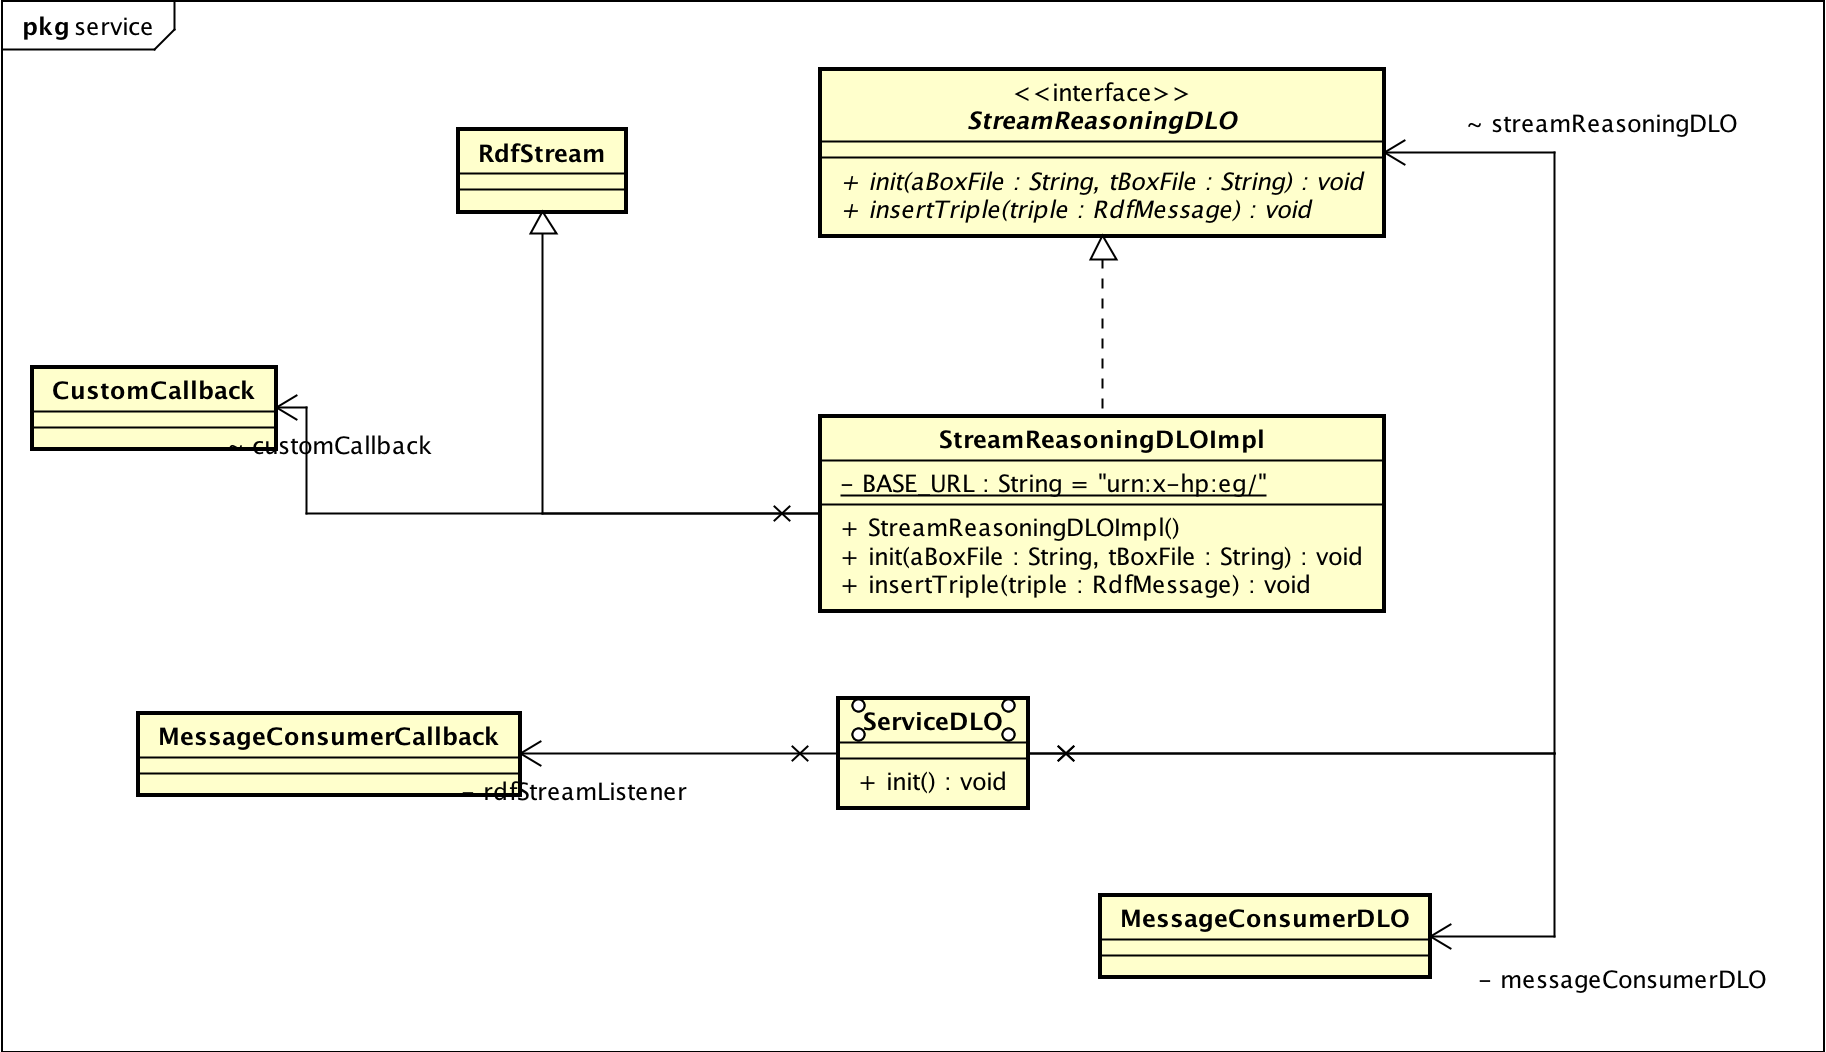 pkg service
<<interface>>
StreamReasoningDLO
+ init(aBoxFile : String, tBoxFile : String) : void
+ insertTriple(triple : RdfMessage) : void
~ streamReasoningDLO
RdfStream
CustomCallback
~ customCallback
StreamReasoningDLOImpl
- BASE_URL : String = "urn:x-hp:eg/"
+ StreamReasoningDLOImpl()
+ init(aBoxFile : String, tBoxFile : String) : void
+ insertTriple(triple : RdfMessage) : void
MessageConsumerCallback
- rdfStreamListener
ServiceDLO
+ init() : void
MessageConsumerDLO
- messageConsumerDLO